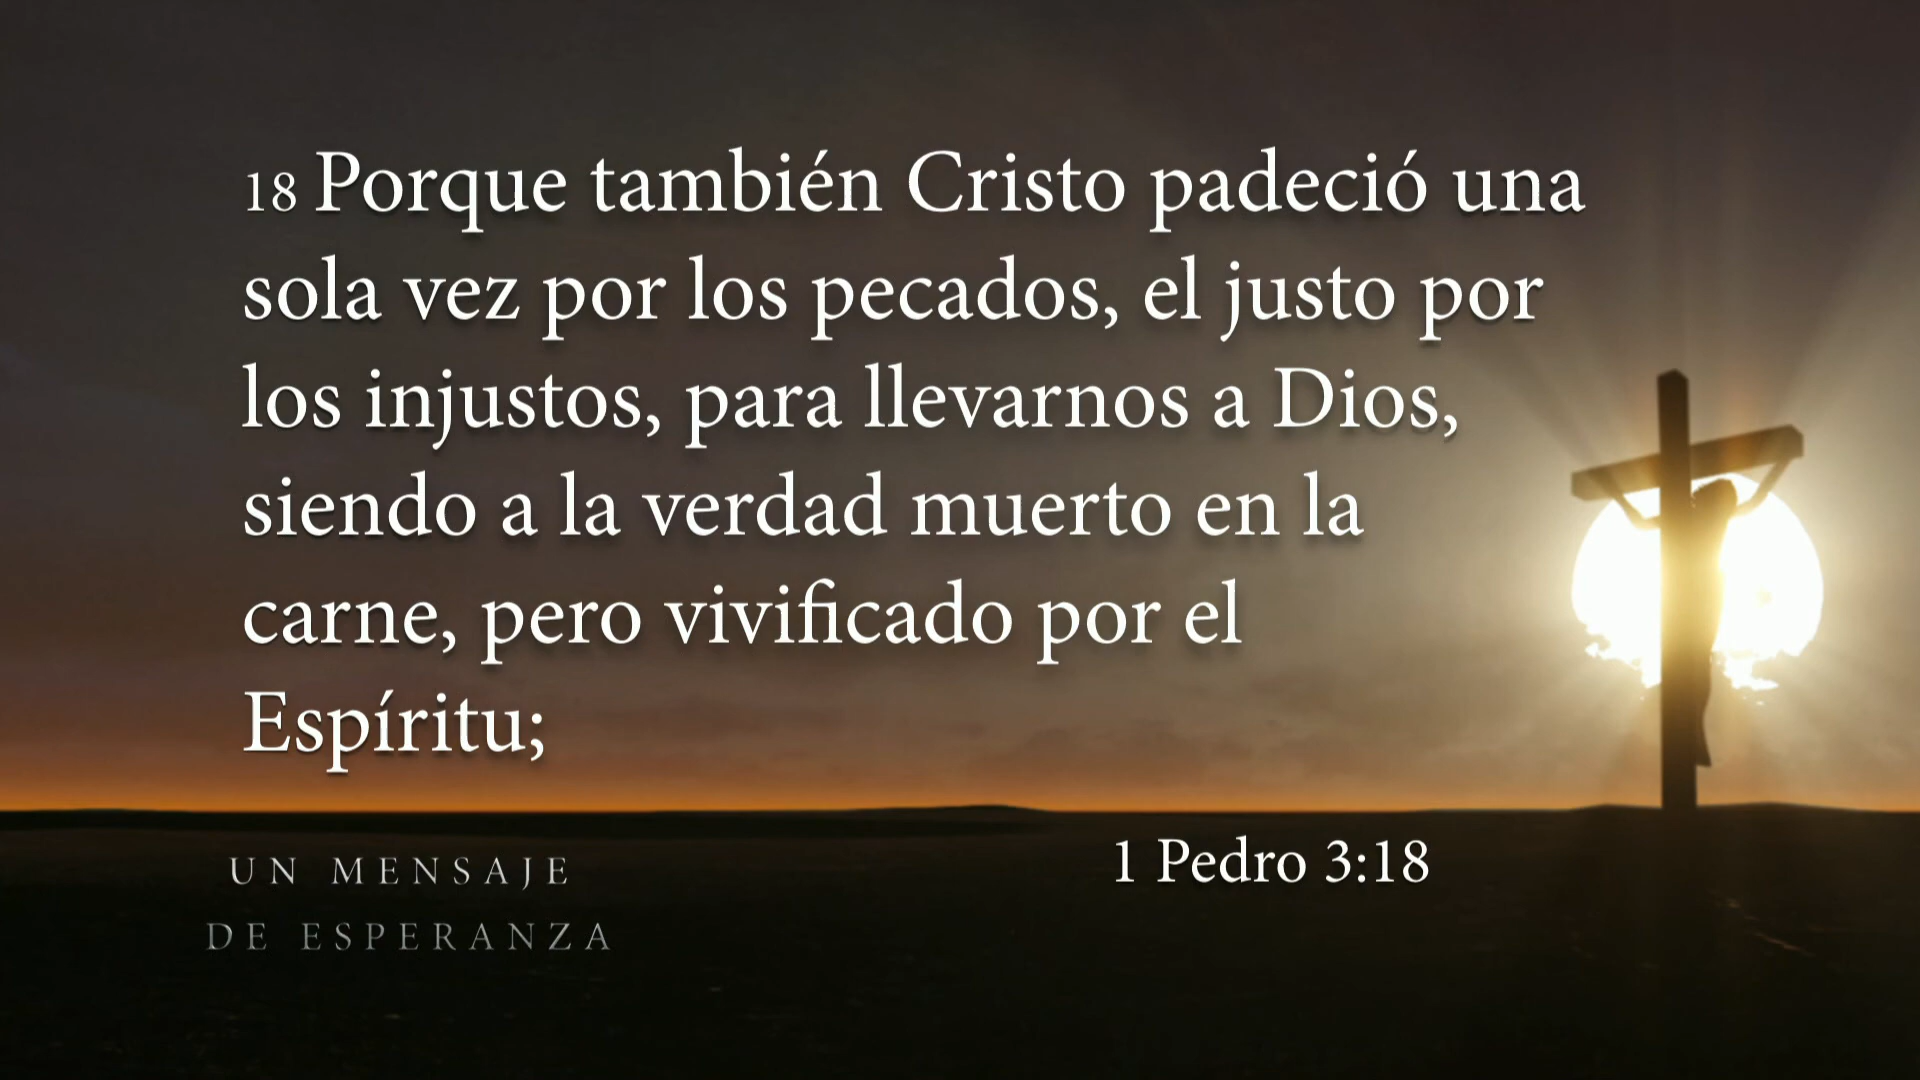 18 Porque también Cristo padeció una
sola vez por los pecados, el justo por
los injustos, para llevarnos a Dios,
siendo a la verdad muerto en la
carne, pero vivificado por el
Espíritu;
1 Pedro 3:18
UN MENSAJE
DE ESPERANZA